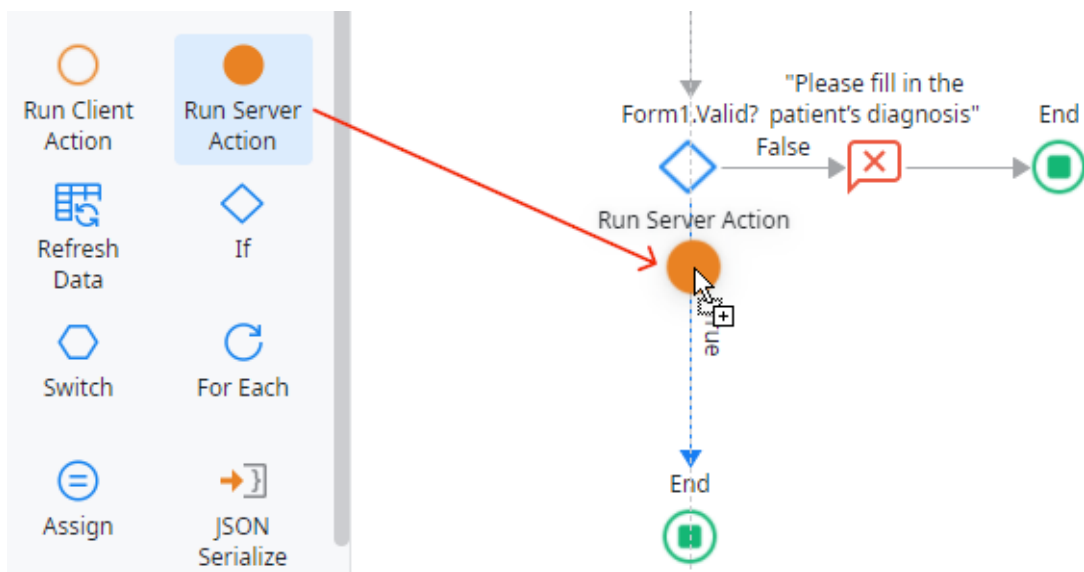 Run Client
Action
Run Server
Action
Refresh
Data
If
Switch
For Each
Assign
JSON
Serialize
"Please fill in the
patient's diagnosis"
Form1.Valid?
False
End
Run Server Action
End